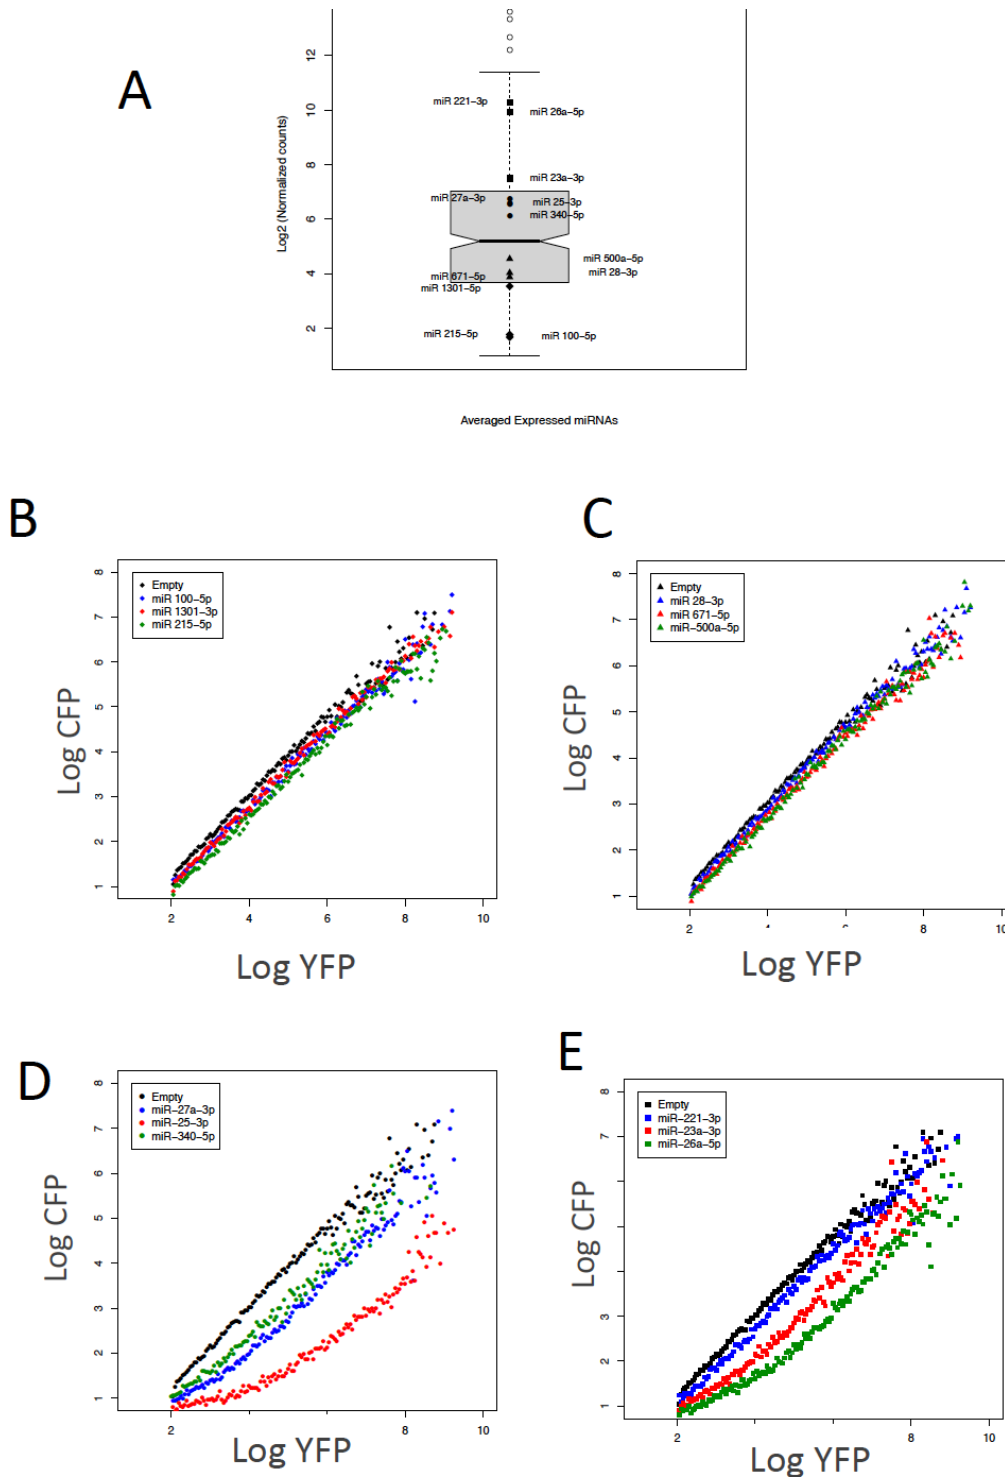 A
Log2 (Normalized counts)
12
10
8
6
4
2
miR 221-3p
miR 26a-5p
miR 23a-3p
miR 27a-3p
miR 25-3p
miR 340-5p
miR 500a-5p
miR 671-5p
miR 28-3p
miR 1301-5p
miR 215-5p
miR 100-5p
Averaged Expressed miRNAs
B
Log CFP
8
7
6
5
4
3
2
1
Empty
miR 100-5p
miR 1301-3p
miR 215-5p
2 4 6 8 10
Log YFP
C
Log CFP
8
7
6
5
4
3
2
1
Empty
miR 28-3p
miR 671-5p
miR-500a-5p
2 4 6 8 10
Log YFP
D
Log CFP
8
7
6
5
4
3
2
1
Empty
miR-27a-3p
miR-25-3p
miR-340-5p
2 8 10
Log YFP
E
Log CFP
8
7
3
2
1
Empty
miR-221-3p
miR-23a-3p
miR-26a-5p
2 8 10
Log YFP